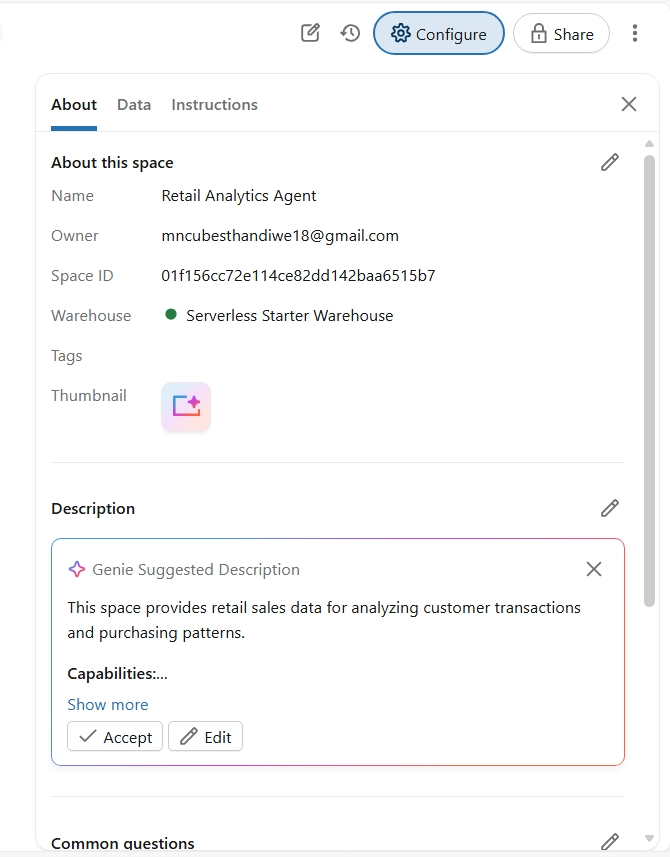 Configure
Share
About Data Instructions
About this space
Name Retail Analytics Agent
Owner mncubesthandiwe18@gmail.com
Space ID 01f156cc72e114ce82dd142baa6515b7
Warehouse Serverless Starter Warehouse
Tags
Thumbnail
Description
Genie Suggested Description
This space provides retail sales data for analyzing customer transactions
and purchasing patterns.
Capabilities:...
Show more
Accept Edit
Common questions